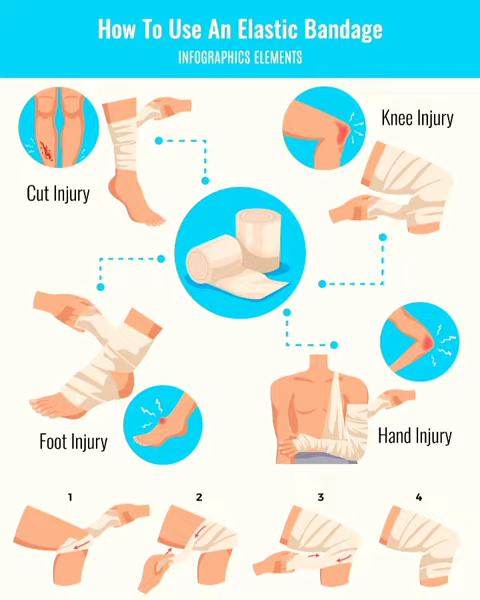 How To Use An Elastic Bandage
INFOGRAPHICS ELEMENTS
Knee Injury
Cut Injury
Foot Injury
Hand Injury
1
2
3
4